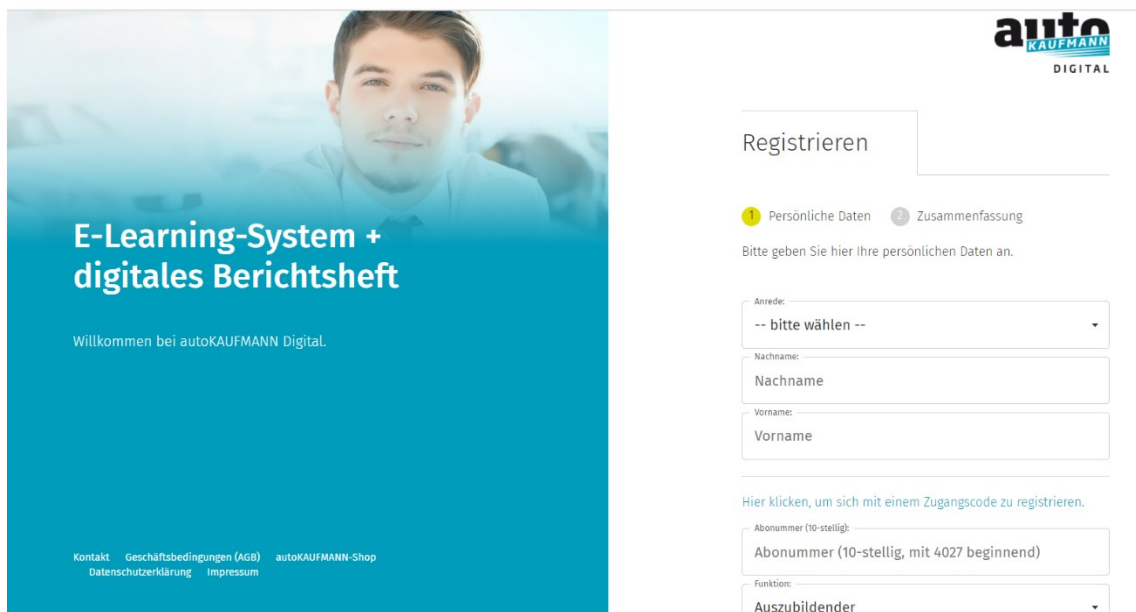 auto
KAUFMANN
DIGITAL
Registrieren
1 Persönliche Daten 2 Zusammenfassung
Bitte geben Sie hier Ihre persönlichen Daten an.
E-Learning-System +
digitales Berichtsheft
Willkommen bei autoKAUFMANN Digital.
Anrede:
-- bitte wählen --
Nachname:
Nachname
Vorname:
Vorname
Hier klicken, um sich mit einem Zugangscode zu registrieren.
Abonummer (10-stellig):
Abonummer (10-stellig, mit 4027 beginnend)
Funktion:
Auszubildender
Kontakt Geschäftsbedingungen (AGB) autoKAUFMANN-Shop
Datenschutzerklärung Impressum